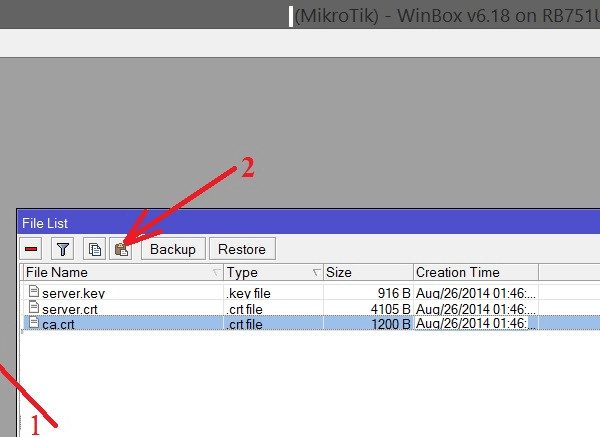 (MikroTik) - WinBox v6.18 on RB751U
2
File List
Backup Restore
File Name Type Size Creation Time
server.key .key file 916 B Aug/26/2014 01:46:...
server.crt .crt file 4105 B Aug/26/2014 01:46:...
ca.crt .crt file 1200 B Aug/26/2014 01:46:...
1